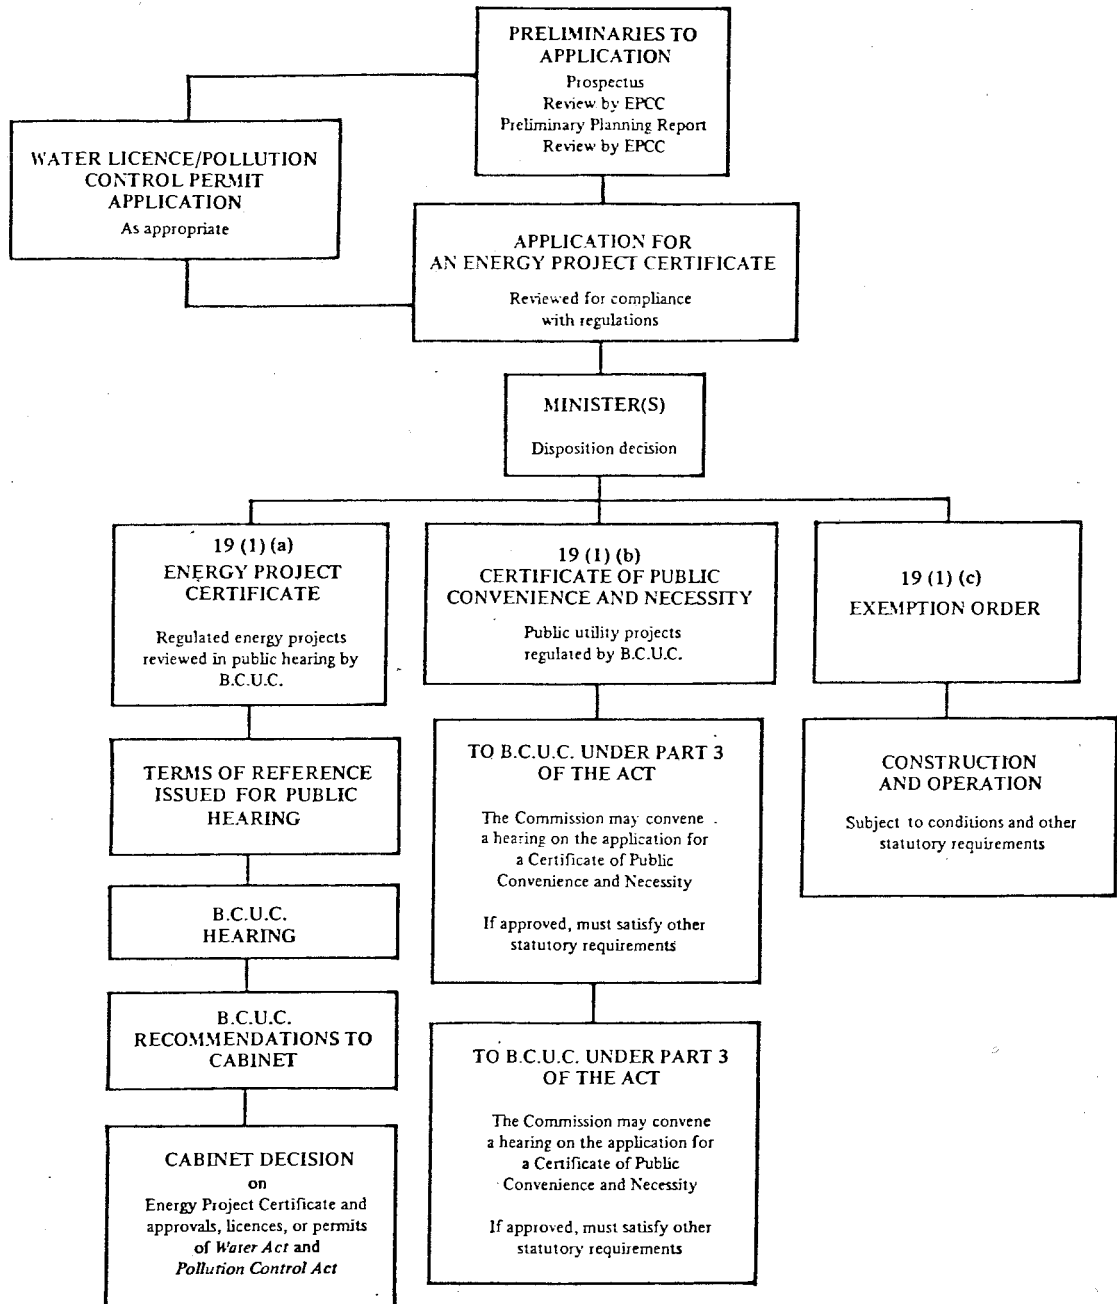 PRELIMINARIES TO
APPLICATION
Prospectus
Review by EPCC
Preliminary Planning Report
Review by EPCC
WATER LICENCE/POLLUTION
CONTROL PERMIT
APPLICATION
As appropriate
APPLICATION FOR
AN ENERGY PROJECT CERTIFICATE
Reviewed for compliance
with regulations
MINISTER(S)
Disposition decision
19 (1) (a)
ENERGY PROJECT
CERTIFICATE
Regulated energy projects
reviewed in public hearing by
B.C.U.C.
19 (1) (b)
CERTIFICATE OF PUBLIC
CONVENIENCE AND NECESSITY
Public utility projects
regulated by B.C.U.C.
19 (1) (c)
EXEMPTION ORDER
TERMS OF REFERENCE
ISSUED FOR PUBLIC
HEARING
TO B.C.U.C. UNDER PART 3
OF THE ACT
The Commission may convene
a hearing on the application for
a Certificate of Public
Convenience and Necessity
If approved, must satisfy other
statutory requirements
CONSTRUCTION
AND OPERATION
Subject to conditions and other
statutory requirements
B.C.U.C.
HEARING
B.C.U.C.
RECOMMENDATIONS TO
CABINET
TO B.C.U.C. UNDER PART 3
OF THE ACT
The Commission may convene
a hearing on the application for
a Certificate of Public
Convenience and Necessity
If approved, must satisfy other
statutory requirements
CABINET DECISION
on
Energy Project Certificate and
approvals, licences, or permits
of Water Act and
Pollution Control Act